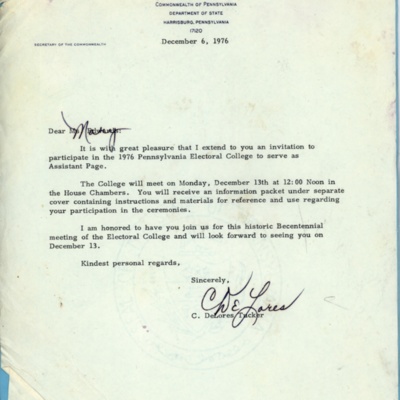 COMMONWEALTH OF PENNSYLVANIA
DEPARTMENT OF STATE
HARRISBURG, PENNSYLVANIA
17120
SECRETARY OF THE COMMONWEALTH
December 6, 1976
Dear
It is with great pleasure that I extend to you an invitation to
participate in the 1976 Pennsylvania Electoral College to serve as
Assistant Page.
The College will meet on Monday, December 13th at 12:00 Noon in
the House Chambers. You will receive an information packet under separate
cover containing instructions and materials for reference and use regarding
your participation in the ceremonies.
I am honored to have you join us for this historic Becentennial
meeting of the Electoral College and will look forward to seeing you on
December 13.
Kindest personal regards.
Sincerely,
C. DeLores
C. DeLores Tucker